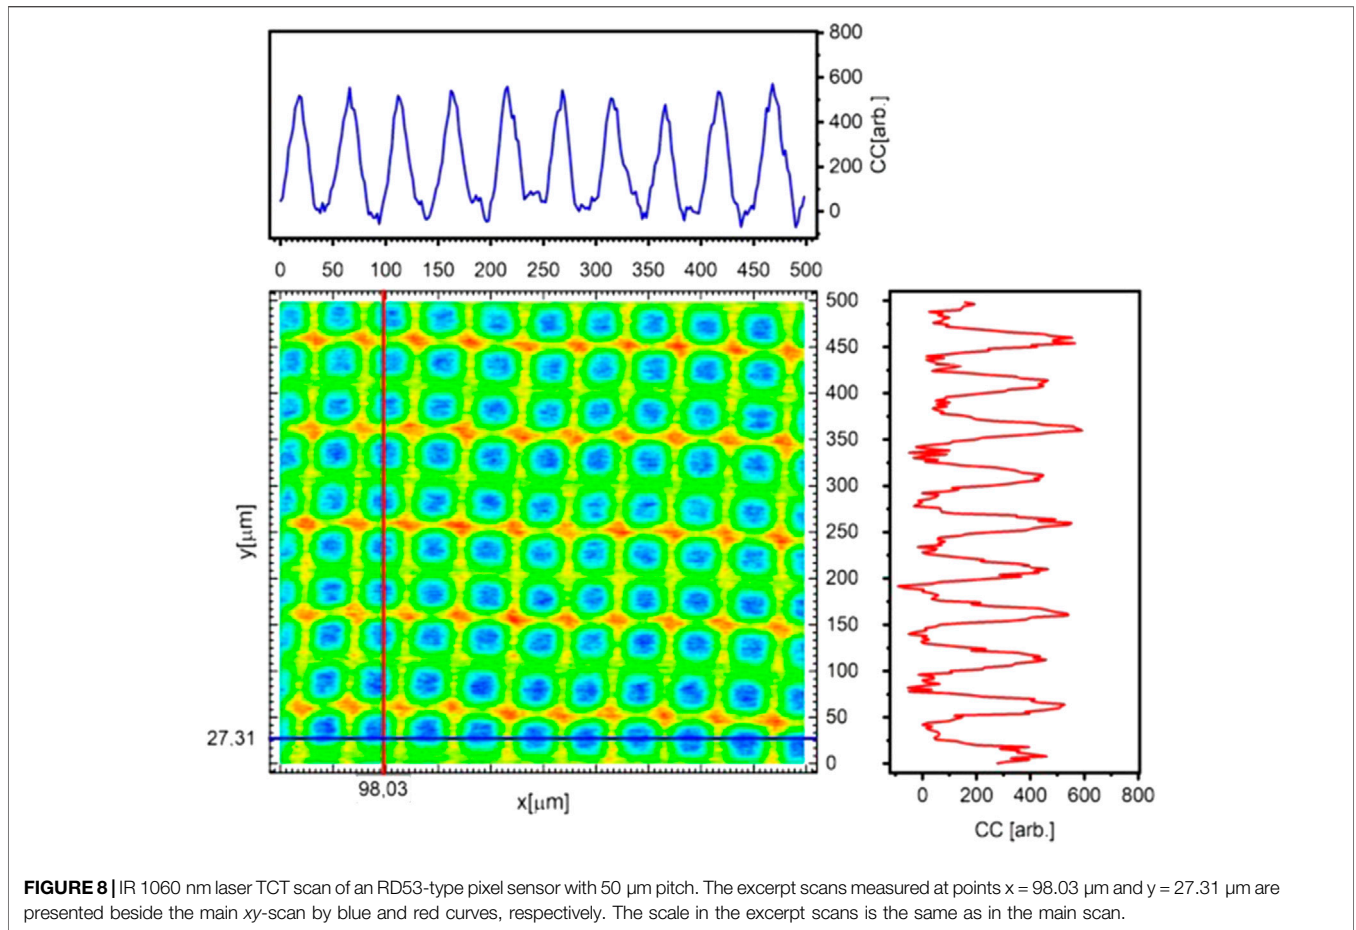 800
600
400
200
0
CC[arb.]
0 50 100 150 200 250 300 350 400 450 500
500
450
400
350
300
250
200
150
100
50
0
y[μm]
27.31
98,03
x[μm]
0 200 400 600 800
CC [arb.]
FIGURE 8 | IR 1060 nm laser TCT scan of an RD53-type pixel sensor with 50 μm pitch. The excerpt scans measured at points x = 98.03 μm and y = 27.31 μm are
presented beside the main xy-scan by blue and red curves, respectively. The scale in the excerpt scans is the same as in the main scan.